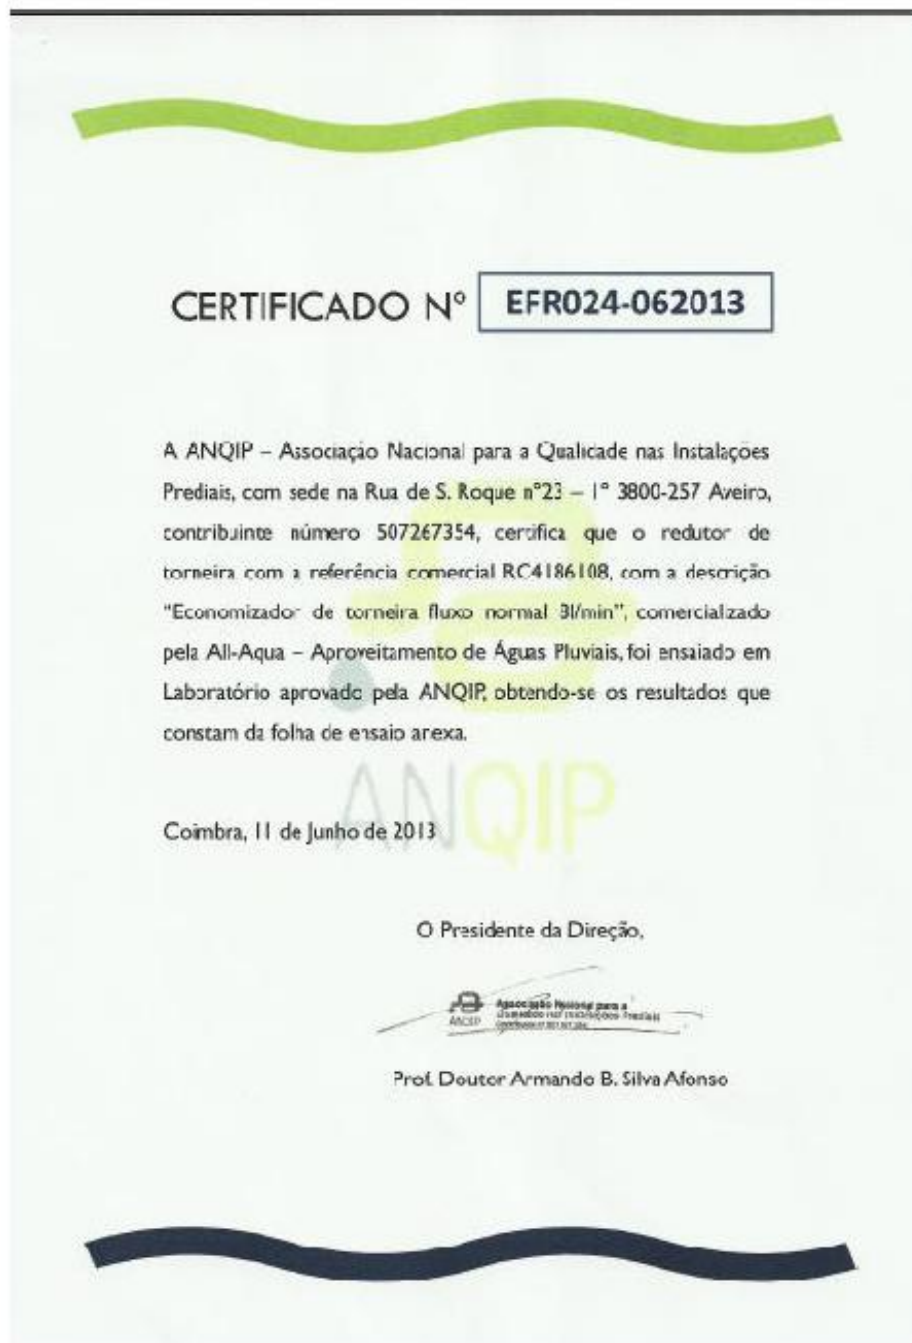 CERTIFICADO Nº EFR024-062013
A ANQIP – Associação Nacional para a Qualidade nas Instalações
Prediais, com sede na Rua de S. Roque nº23 – 1º 3800-257 Aveiro,
contribuinte número 507267354, certifica que o redutor de
torneira com a referência comercial RC4186108, com a descrição
"Economizador de torneira fluxo normal 8l/min", comercializado
pela All-Aqua – Aproveitamento de Águas Pluviais, foi ensaiado em
Laboratório aprovado pela ANQIP, obtendo-se os resultados que
constam da folha de ensaio anexa.
ANQIP
Coimbra, 11 de Junho de 2013
O Presidente da Direção,
ANQIP Associação Nacional para a
Qualidade nas Instalações Prediais
Prof. Doutor Armando B. Silva Afonso